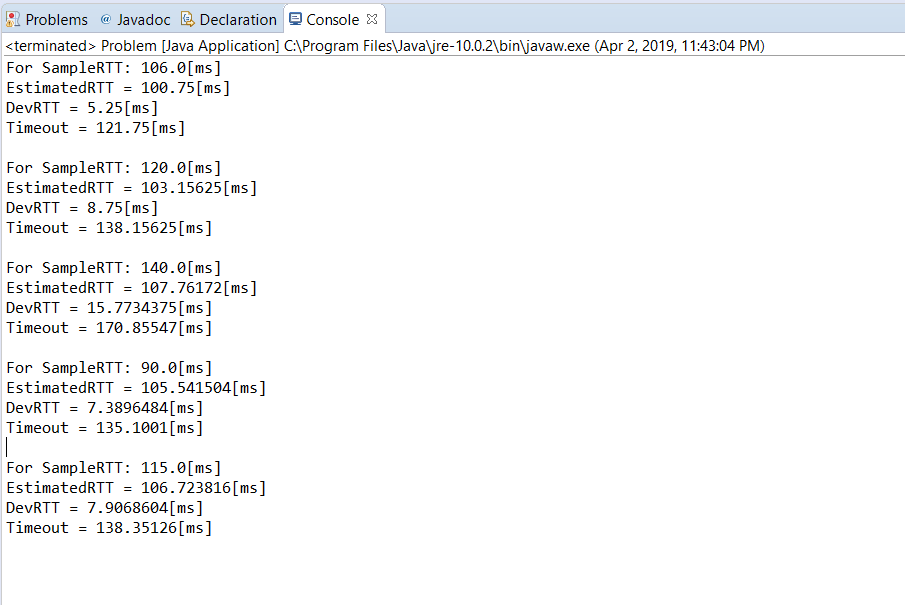 Problems @ Javadoc Declaration Console
<terminated> Problem [Java Application] C:\Program Files\Java\jre-10.0.2\bin\javaw.exe (Apr 2, 2019, 11:43:04 PM)
For SampleRTT: 106.0[ms]
EstimatedRTT = 100.75[ms]
DevRTT = 5.25[ms]
Timeout = 121.75[ms]
For SampleRTT: 120.0[ms]
EstimatedRTT = 103.15625[ms]
DevRTT = 8.75[ms]
Timeout = 138.15625[ms]
For SampleRTT: 140.0[ms]
EstimatedRTT = 107.76172[ms]
DevRTT = 15.7734375[ms]
Timeout = 170.85547[ms]
For SampleRTT: 90.0[ms]
EstimatedRTT = 105.541504[ms]
DevRTT = 7.3896484[ms]
Timeout = 135.1001[ms]
For SampleRTT: 115.0[ms]
EstimatedRTT = 106.723816[ms]
DevRTT = 7.9068604[ms]
Timeout = 138.35126[ms]